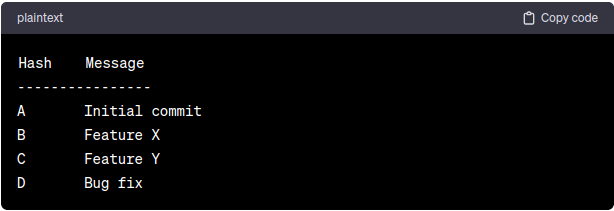 plaintext Copy code
Hash Message
----------------
A Initial commit
B Feature X
C Feature Y
D Bug fix